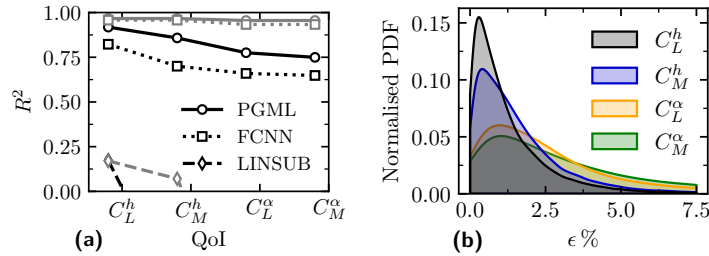 1.00
0.75
0.50
0.25
0.00
R²
PGML
FCNN
LINSUB
C_L^h
C_M^h
C_L^α
C_M^α
(a)
QoI
0.15
0.10
0.05
0.00
Normalised PDF
C_L^h
C_M^h
C_L^α
C_M^α
0.0
2.5
5.0
7.5
(b)
ϵ %